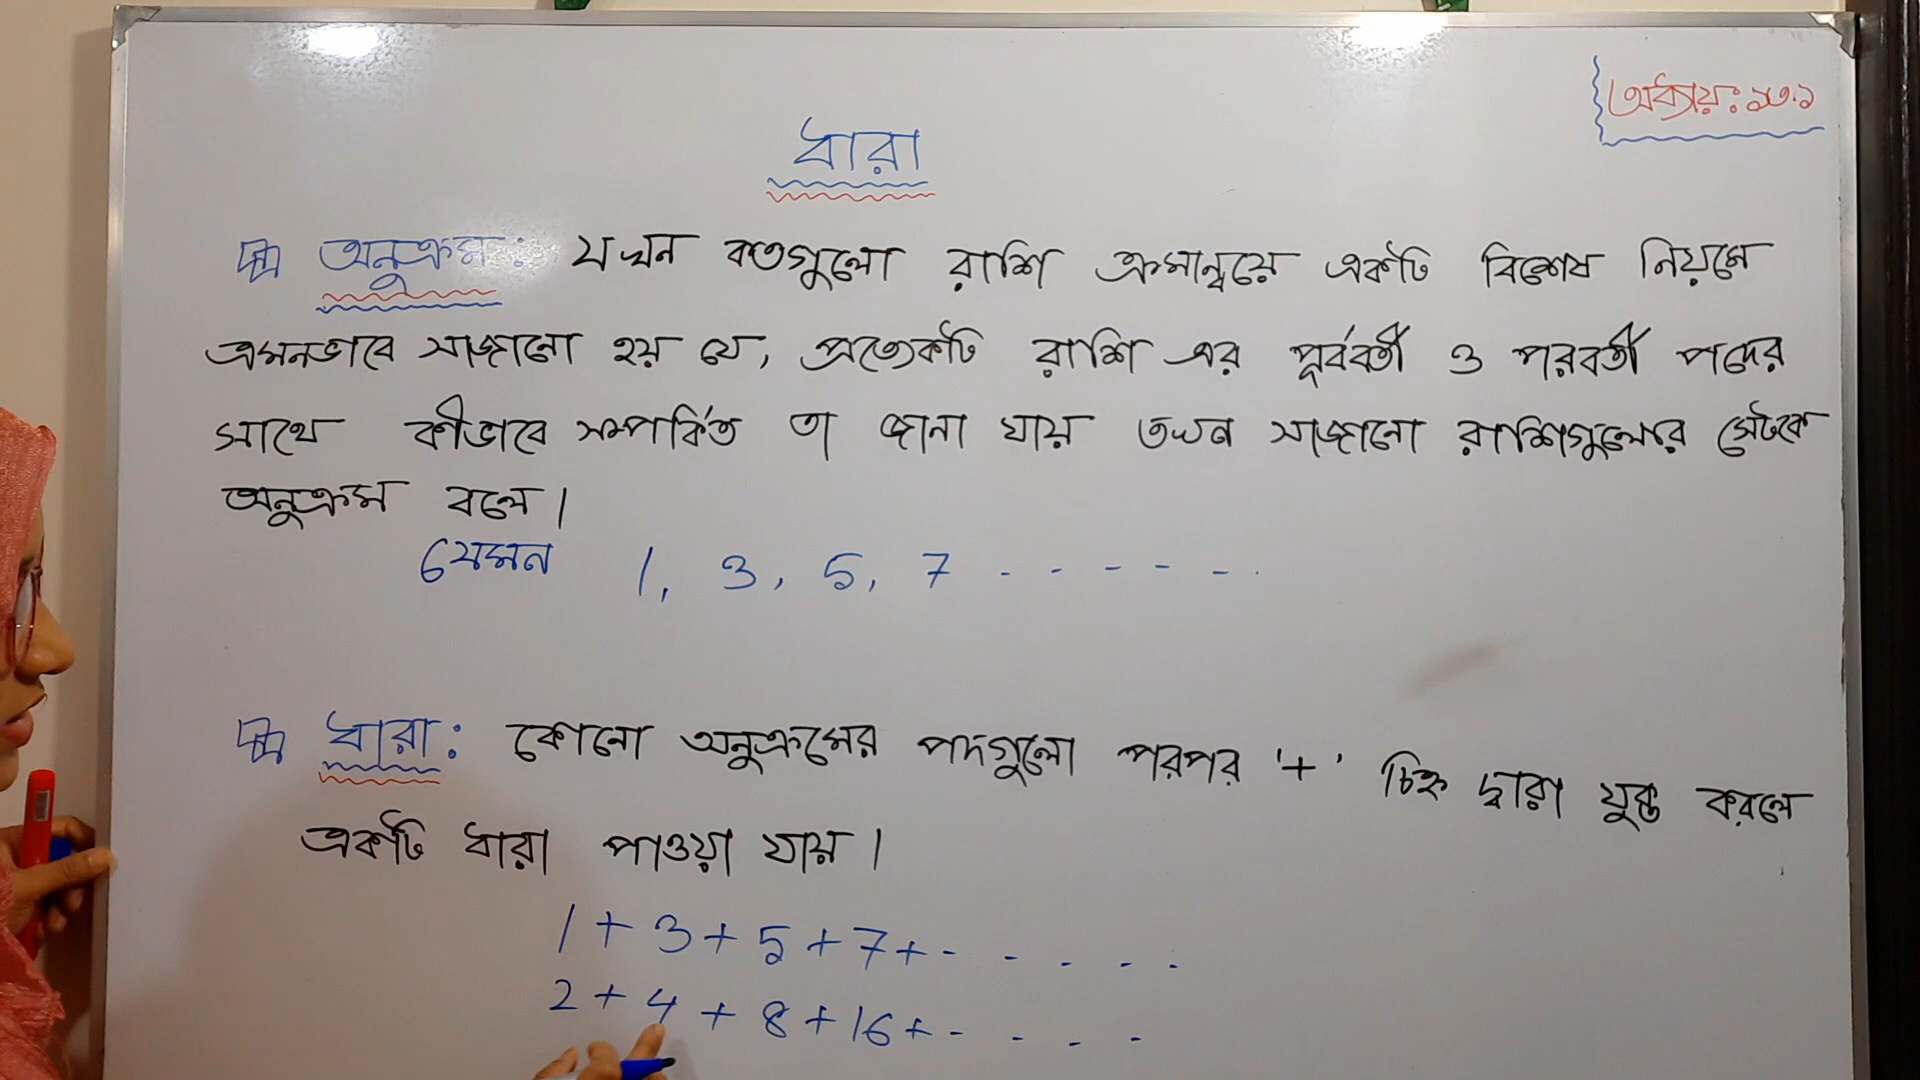 অধ্যায়: ১৩.১
ধারা
অনুক্রম: যখন কতগুলো রাশি ক্রমান্বয়ে একটি বিশেষ নিয়মে
এমনভাবে সাজানো হয় যে, প্রত্যেকটি রাশি এর পূর্ববর্তী ও পরবর্তী পদের
সাথে কীভাবে সম্পর্কিত তা জানা যায় তখন সাজানো রাশিগুলোর সেটকে
অনুক্রম বলে।
যেমন 1, 3, 5, 7 - - - - - -
ধারা: কোনো অনুক্রমের পদগুলো পরপর '+' চিহ্ন দ্বারা যুক্ত করলে
একটি ধারা পাওয়া যায়।
1 + 3 + 5 + 7 + - - - - -
2 + 4 + 8 + 16 + - - - -